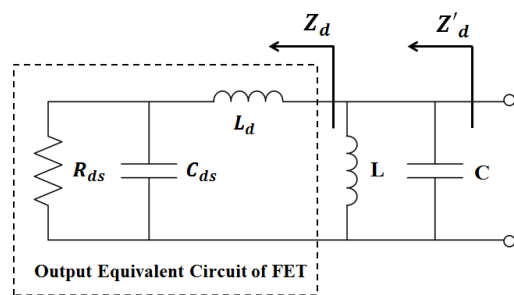 Z_d
Z'_d
L_d
R_ds
C_ds
L
C
Output Equivalent Circuit of FET